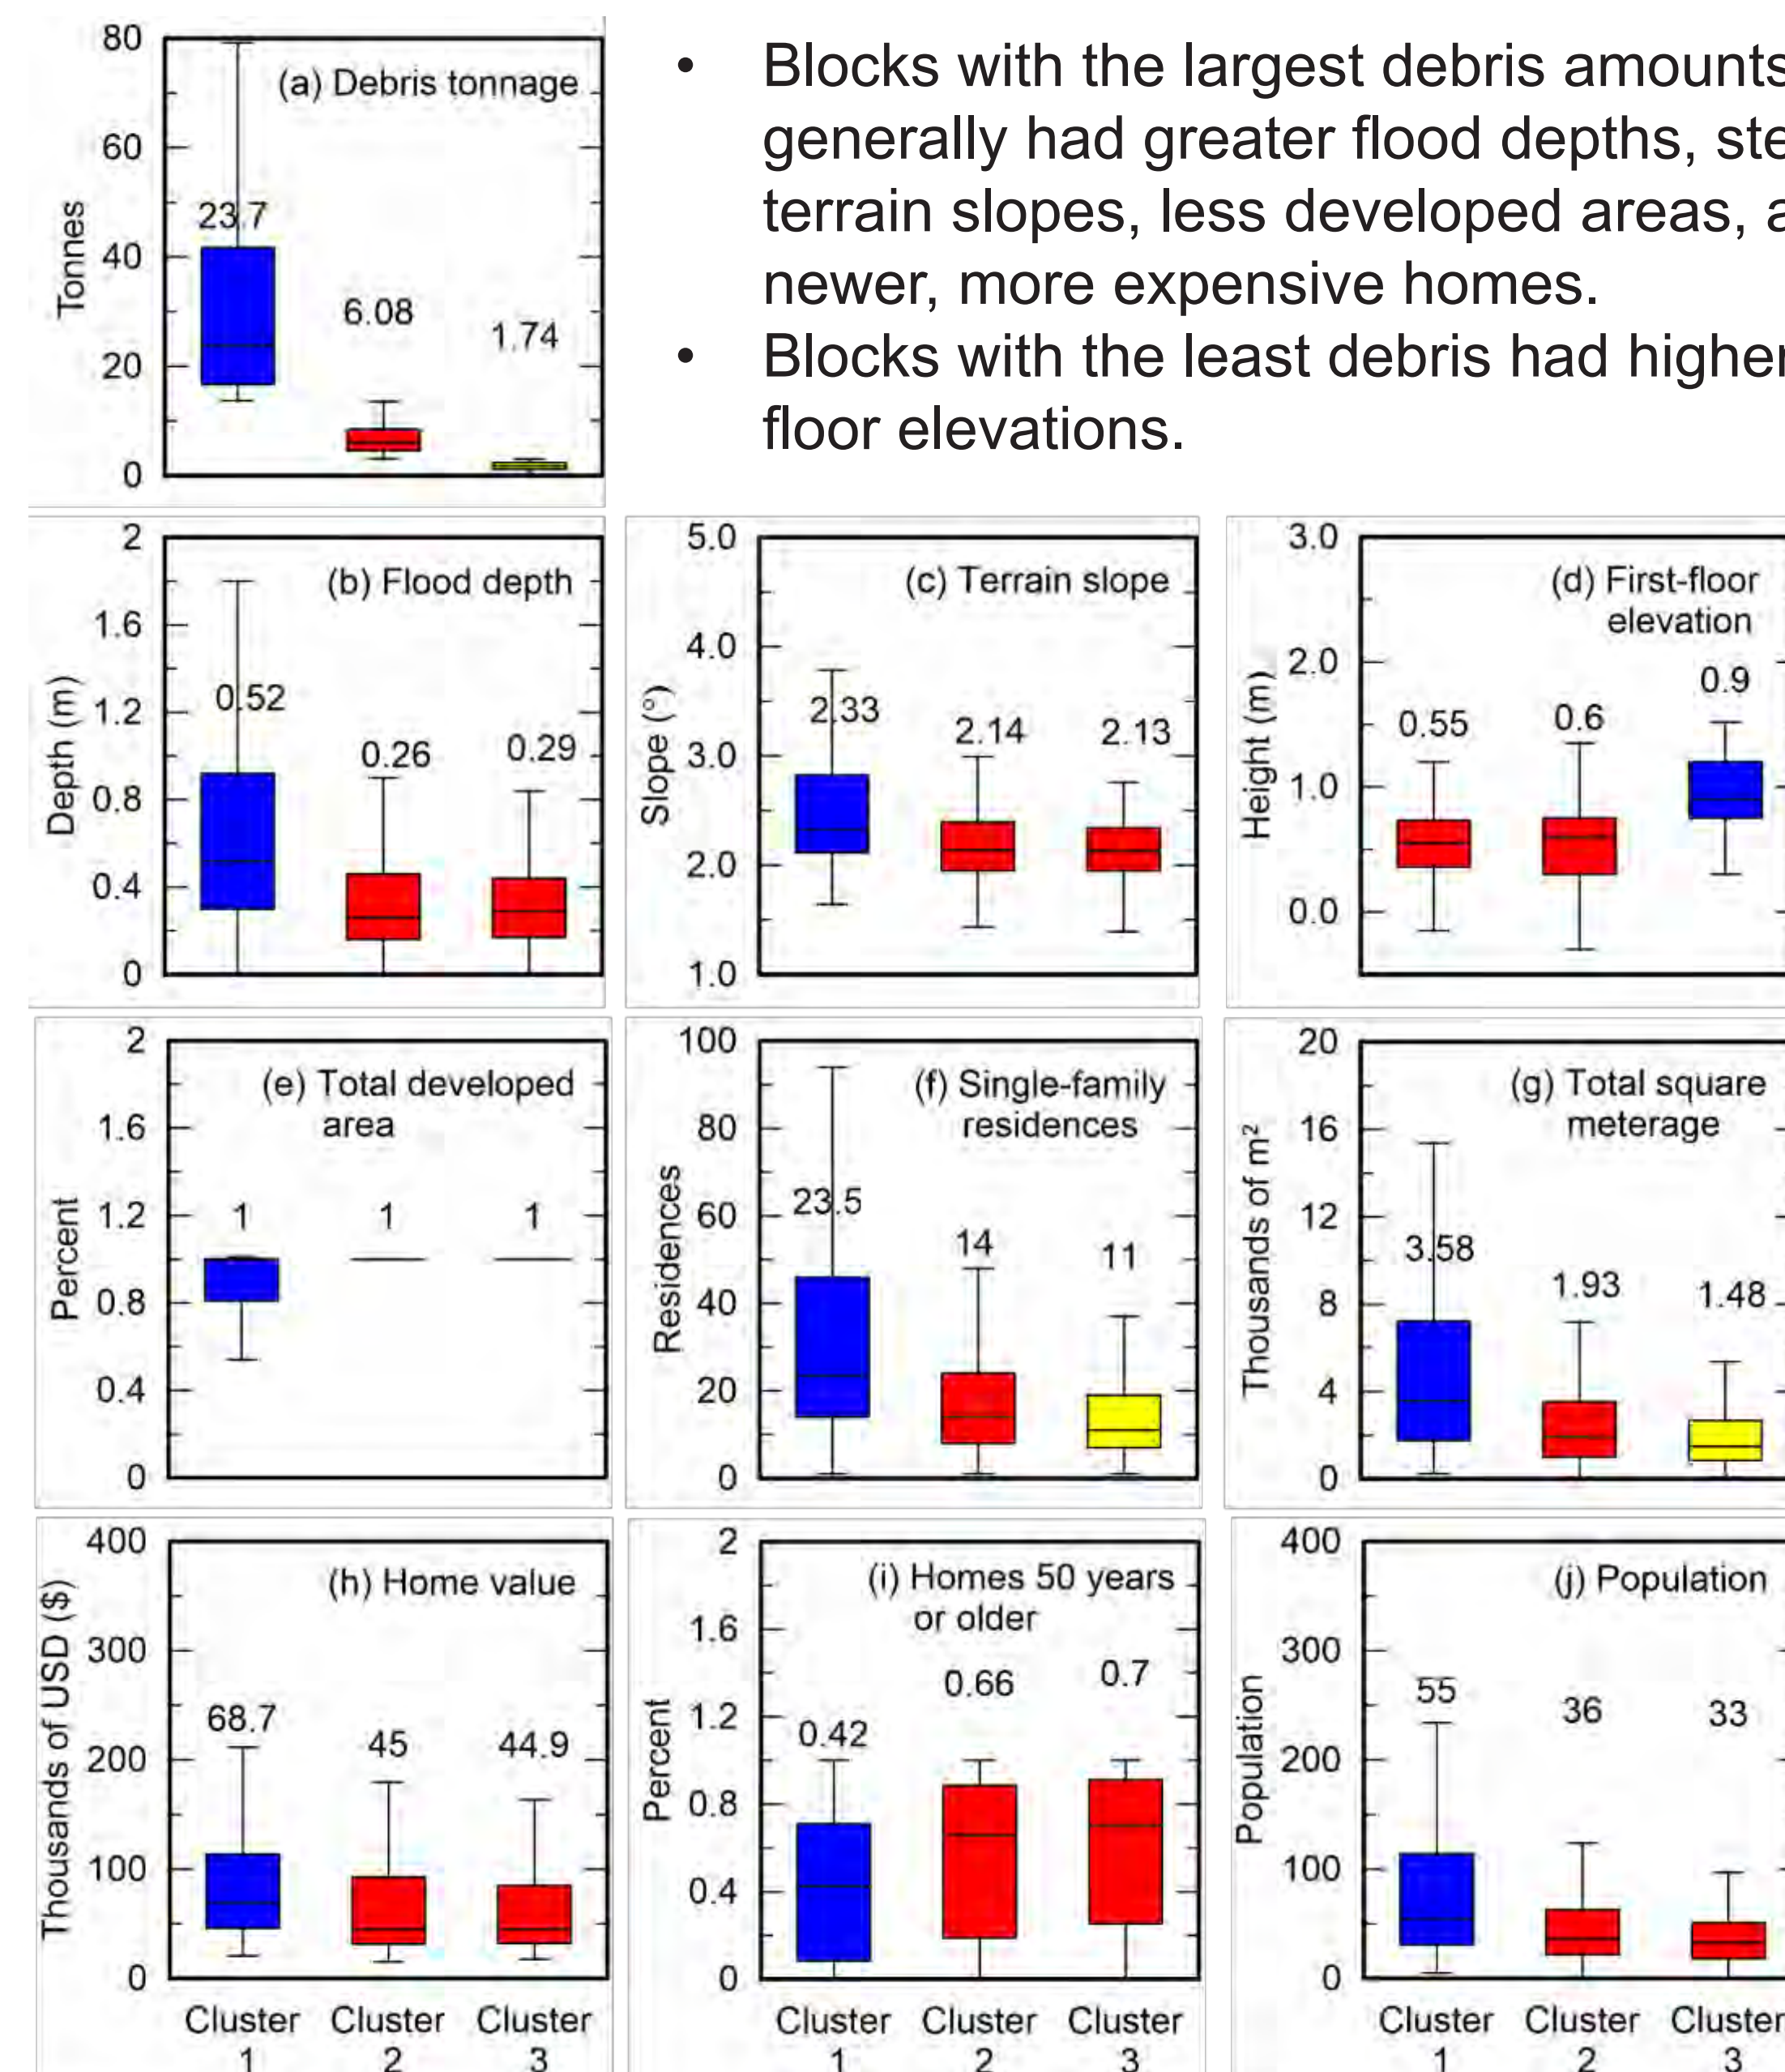 • Blocks with the largest debris amounts
generally had greater flood depths,
terrain slopes, less developed areas,
newer, more expensive homes.
• Blocks with the least debris had higher
floor elevations.
(a) Debris tonnage
Tonnes
80
60
40
20
0
23.7
6.08
1.74
(b) Flood depth
Depth (m)
2
1.6
1.2
0.8
0.4
0
0.52
0.26
0.29
(c) Terrain slope
Slope (°)
5.0
4.0
3.0
2.0
1.0
2.33
2.14
2.13
(d) First-floor
elevation
Height (m)
3.0
2.0
1.0
0.0
0.55
0.6
0.9
(e) Total developed
area
Percent
2
1.6
1.2
0.8
0.4
0
1
1
1
(f) Single-family
residences
Residences
100
80
60
40
20
0
23.5
14
11
(g) Total square
meterage
Thousands of m²
20
16
12
8
4
0
3.58
1.93
1.48
(h) Home value
Thousands of USD ($)
400
300
200
100
0
68.7
45
44.9
Cluster Cluster Cluster
1 2 3
(i) Homes 50 years
or older
Percent
2
1.6
1.2
0.8
0.4
0
0.42
0.66
0.7
Cluster Cluster Cluster
1 2 3
(j) Population
Population
400
300
200
100
0
55
36
33
Cluster Cluster Cluster
1 2 3